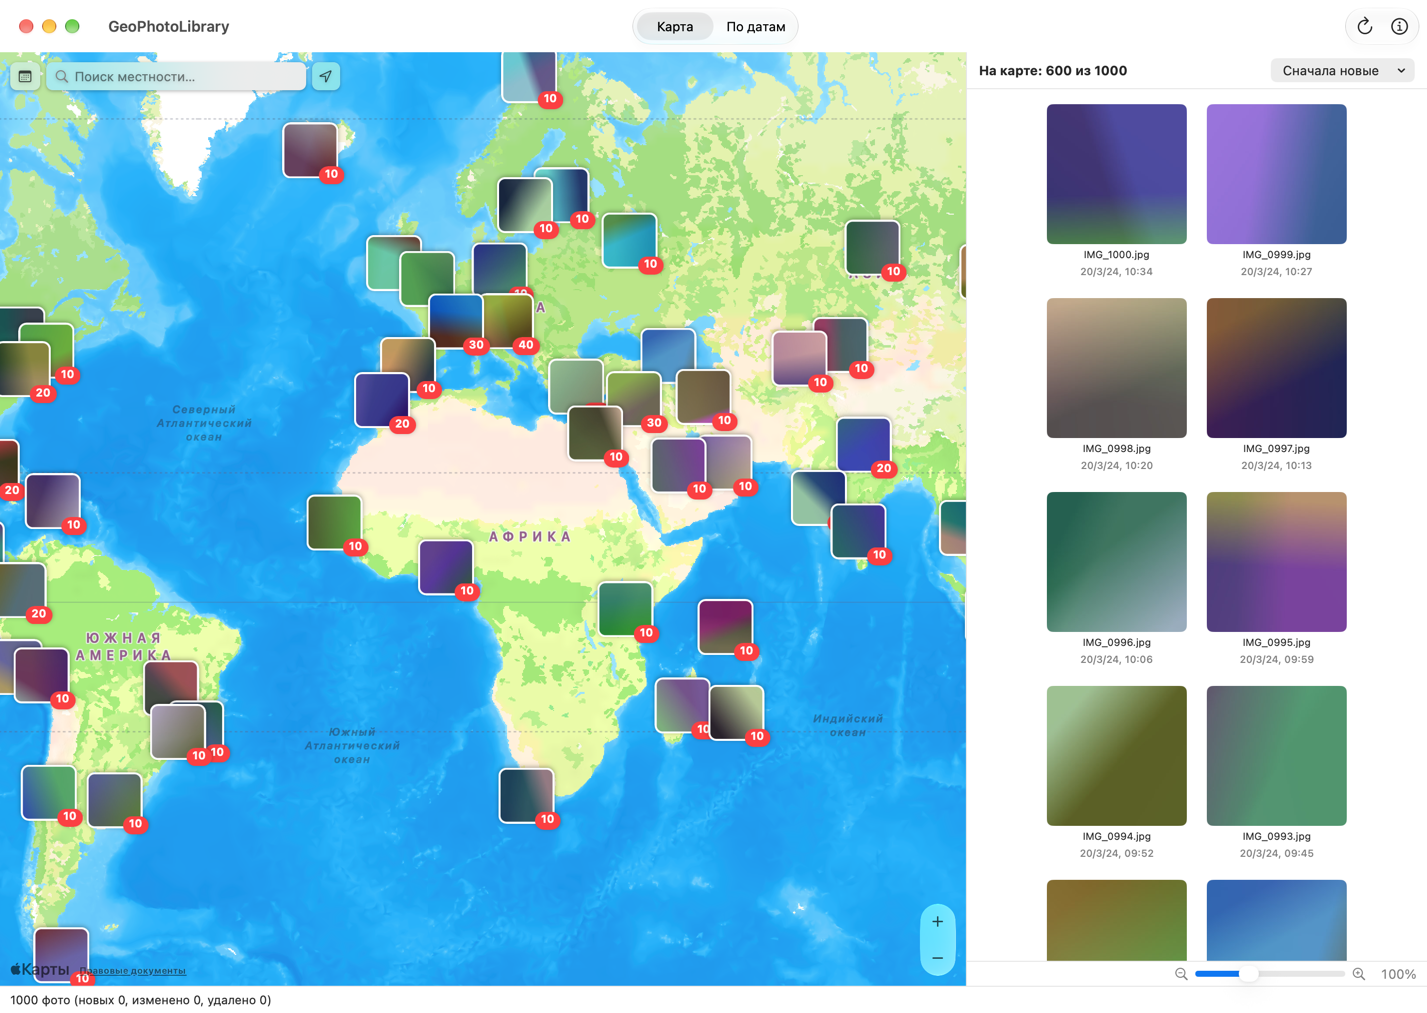 GeoPhotoLibrary
Карта
По датам
Поиск местности...
На карте: 600 из 1000
Сначала новые
10
10
10
10
10
10
30
40
10
20
10
20
10
10
30
10
10
20
20
10
10
10
10
10
10
АФРИКА
10
10
20
10
10
10
10
10
10
10
10
10
10
10
10
Северный
Атлантический
океан
ЮЖНАЯ
АМЕРИКА
Южный
Атлантический
океан
Индийский
океан
+
−
Карты
Правовые документы
IMG_1000.jpg
20/3/24, 10:34
IMG_0999.jpg
20/3/24, 10:27
IMG_0998.jpg
20/3/24, 10:20
IMG_0997.jpg
20/3/24, 10:13
IMG_0996.jpg
20/3/24, 10:06
IMG_0995.jpg
20/3/24, 09:59
IMG_0994.jpg
20/3/24, 09:52
IMG_0993.jpg
20/3/24, 09:45
100%
1000 фото (новых 0, изменено 0, удалено 0)